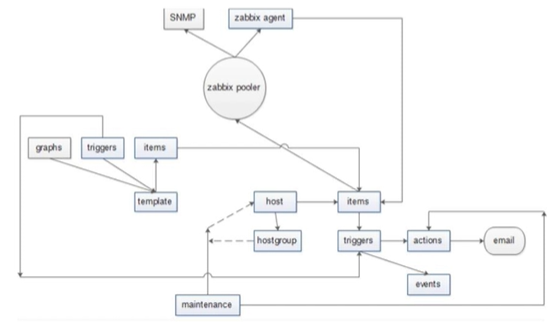 SNMP
zabbix agent
zabbix pooler
graphs
triggers
items
template
host
items
hostgroup
triggers
actions
email
events
maintenance